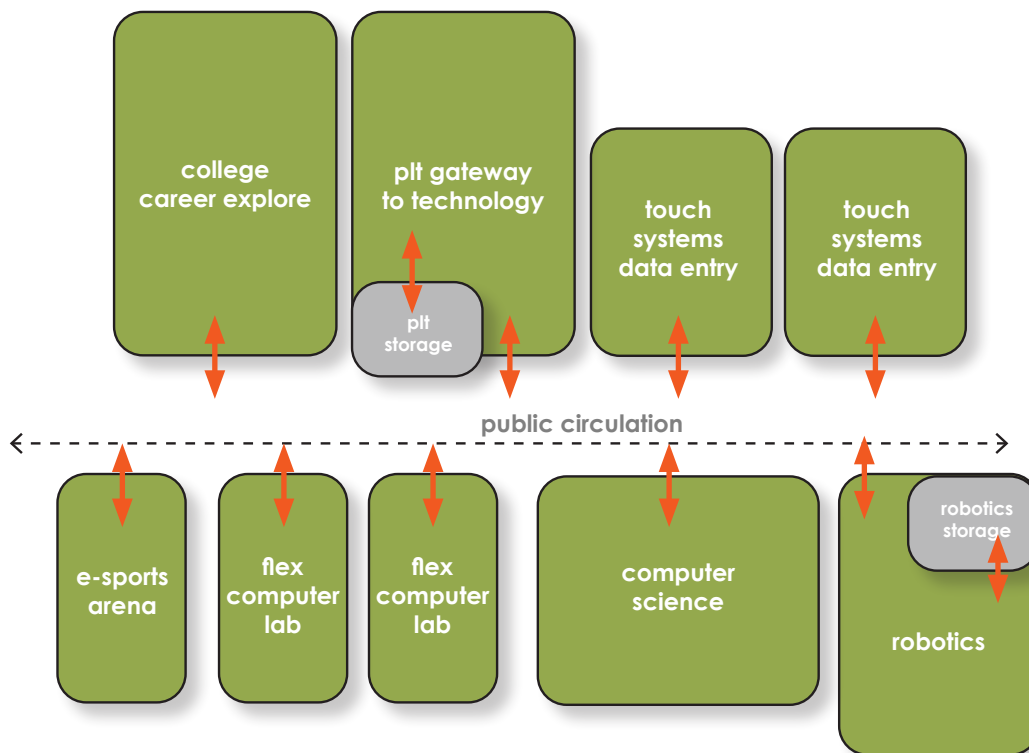 college
career explore
plt gateway
to technology
plt
storage
touch
systems
data entry
touch
systems
data entry
public circulation
e-sports
arena
flex
computer
lab
flex
computer
lab
computer
science
robotics
storage
robotics